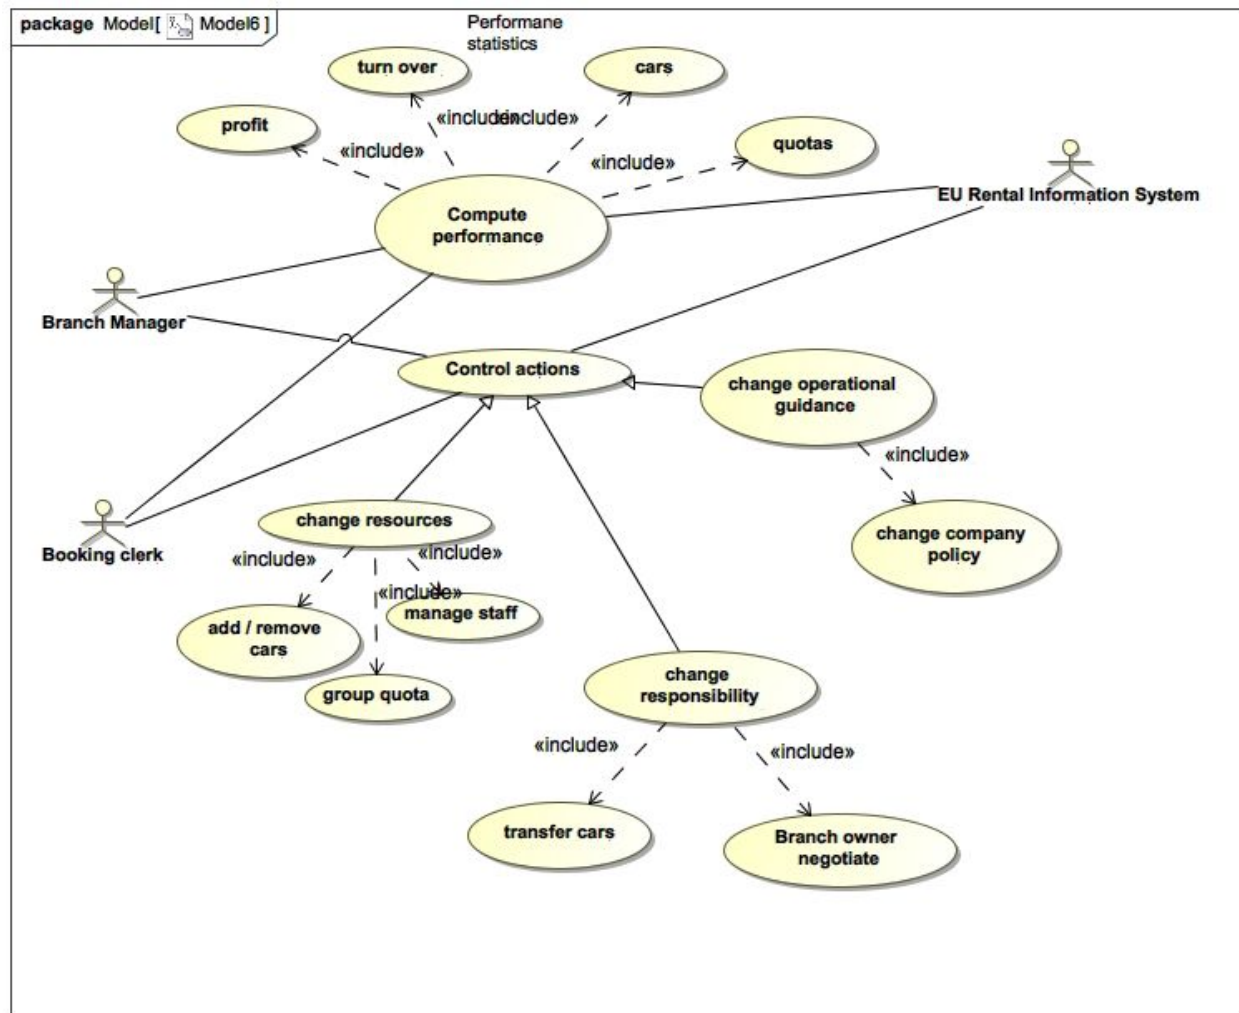 package Model[ Model6 ]
Performane
statistics
turn over
cars
«include»
«include»
profit
«include»
«include»
quotas
EU Rental Information System
Compute
performance
Branch Manager
Control actions
change operational
guidance
«include»
change resources
Booking clerk
«include»
«include»
«include»
change company
policy
add / remove
cars
manage staff
group quota
change
responsibility
«include»
«include»
transfer cars
Branch owner
negotiate